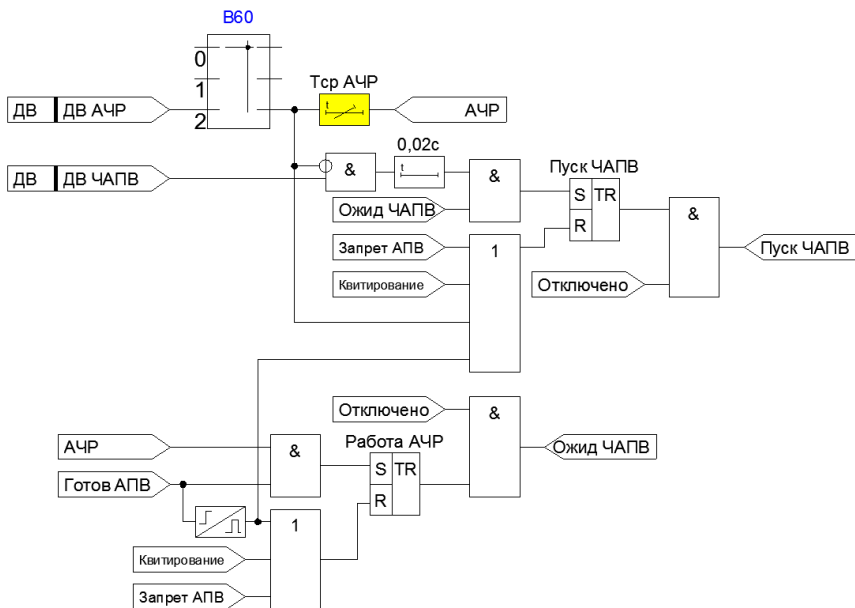 B60
0
1
2
Тср АЧР
ДВ ДВ АЧР
t
АЧР
0,02с
ДВ ДВ ЧАПВ
&
t
&
Пуск ЧАПВ
S TR
R
Ожид ЧАПВ
&
Запрет АПВ
1
Пуск ЧАПВ
Квитирование
Отключено
Отключено
&
АЧР
&
Работа АЧР
Ожид ЧАПВ
S TR
R
Готов АПВ
1
Квитирование
Запрет АПВ